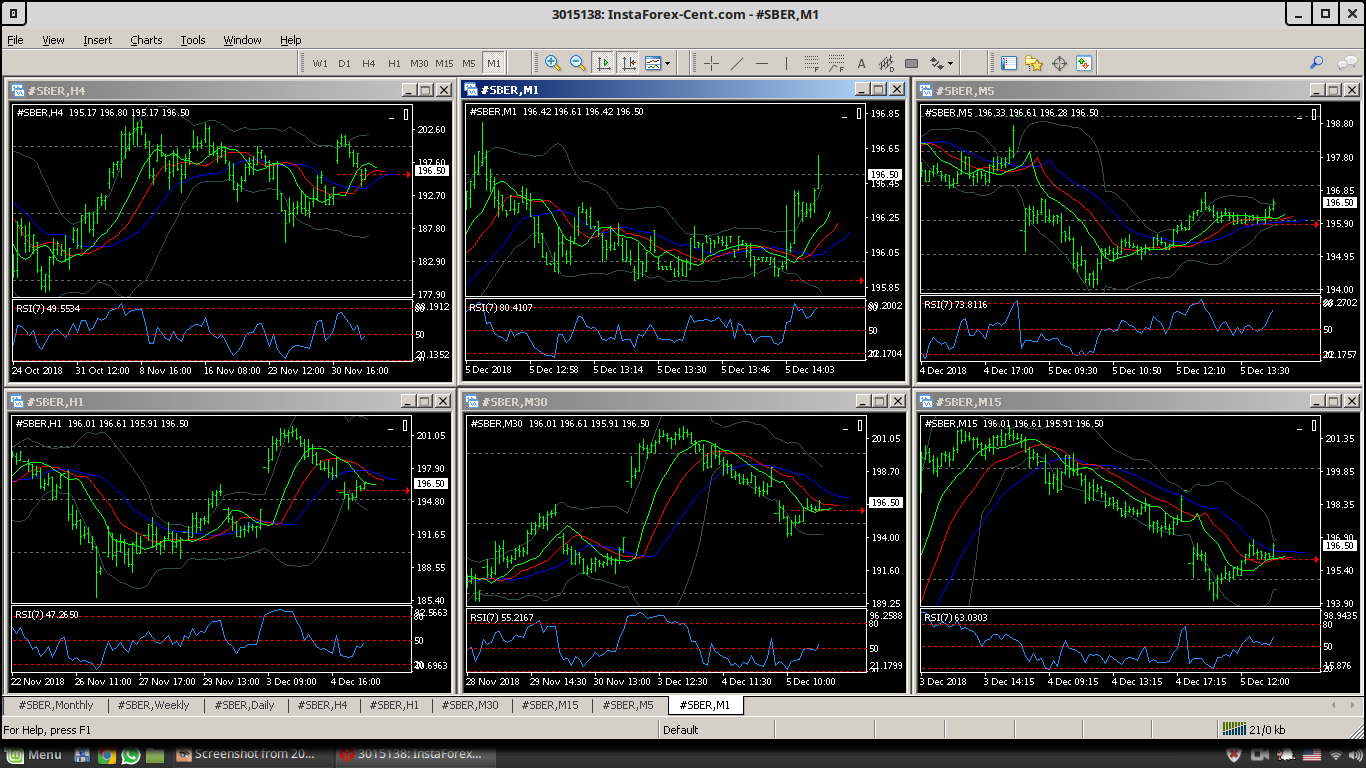 3015138: InstaForex-Cent.com - #SBER,M1
File View Insert Charts Tools Window Help
W1 D1 H4 H1 M30 M15 M5 M1
#SBER,H4
#SBER,H4 195.17 196.80 195.17 196.50
202.60
197.60
196.50
192.70
187.80
182.90
177.90
RSI(7) 49.5534
80
50
20.1352
24 Oct 2018 31 Oct 12:00 8 Nov 16:00 16 Nov 08:00 23 Nov 12:00 30 Nov 16:00
#SBER,M1
#SBER,M1 196.42 196.61 196.42 196.50
196.85
196.65
196.50
196.45
196.25
196.05
195.85
RSI(7) 80.4107
50
5 Dec 2018 5 Dec 12:58 5 Dec 13:14 5 Dec 13:30 5 Dec 13:46 5 Dec 14:03
#SBER,M5
#SBER,M5 196.33 196.61 196.28 196.50
198.80
197.80
196.85
196.50
195.90
194.95
194.00
RSI(7) 73.8116
50
4 Dec 2018 4 Dec 17:00 5 Dec 09:30 5 Dec 10:50 5 Dec 12:10 5 Dec 13:30
#SBER,H1
#SBER,H1 196.01 196.61 195.91 196.50
201.05
197.90
196.50
194.80
191.65
188.55
185.40
RSI(7) 47.2650
92.5663
80
50
22 Nov 2018 26 Nov 11:00 27 Nov 17:00 29 Nov 13:00 3 Dec 09:00 4 Dec 16:00
#SBER,M30
#SBER,M30 196.01 196.61 195.91 196.50
201.05
198.70
196.50
194.00
191.60
189.25
RSI(7) 55.2167
96.2588
50
28 Nov 2018 29 Nov 14:30 30 Nov 13:00 3 Dec 12:30 4 Dec 11:30 5 Dec 10:00
#SBER,M15
#SBER,M15 196.01 196.61 195.91 196.50
201.35
199.85
198.35
196.90
196.50
195.40
193.90
RSI(7) 63.0303
98.9435
80
50
3 Dec 2018 3 Dec 14:15 4 Dec 09:15 4 Dec 13:15 4 Dec 17:15 5 Dec 12:00
#SBER,Monthly #SBER,Weekly #SBER,Daily #SBER,H4 #SBER,H1 #SBER,M30 #SBER,M15 #SBER,M5 #SBER,M1
For Help, press F1 Default 21/0 kb
Menu Screenshot from 20... 3015138: InstaForex-C...